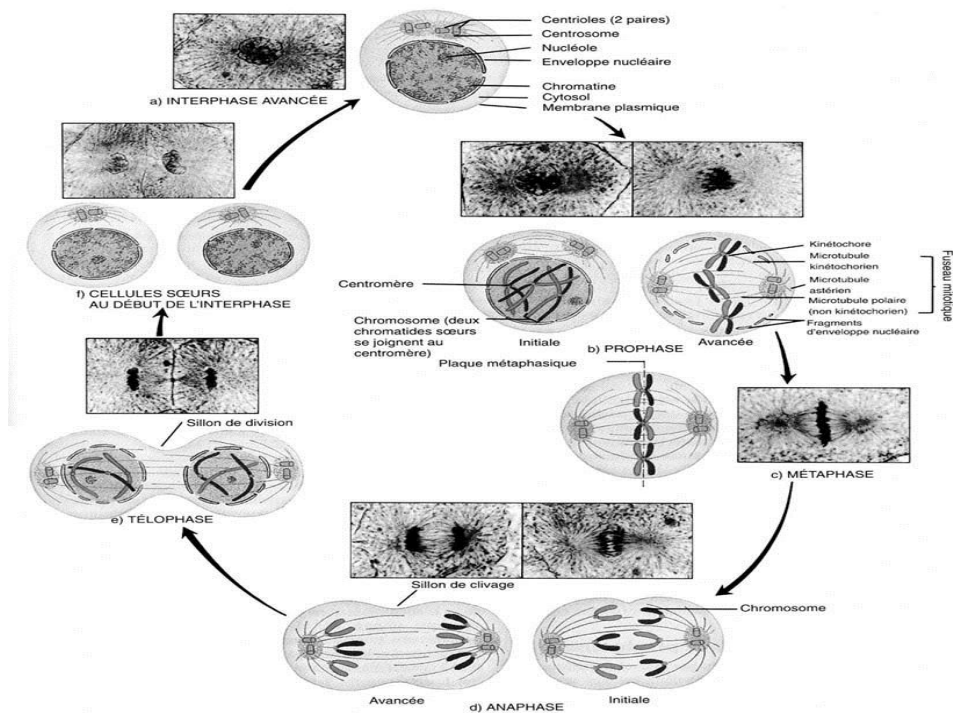 Centrioles (2 paires)
Centrosome
Nucléole
Enveloppe nucléaire
Chromatine
Cytosol
Membrane plasmique
a) INTERPHASE AVANCÉE
Kinétochore
Microtubule
kinétochorien
Microtubule
astérien
Microtubule polaire
(non kinétochorien)
Fragments
d'enveloppe nucléaire
Fuseau mitotique
Centromère
Chromosome (deux
chromatides sœurs
se joignent au
centromère)
Initiale
Avancée
b) PROPHASE
Plaque métaphasique
c) MÉTAPHASE
Chromosome
Sillon de clivage
Avancée
Initiale
d) ANAPHASE
Sillon de division
e) TÉLOPHASE
f) CELLULES SŒURS
AU DÉBUT DE L'INTERPHASE